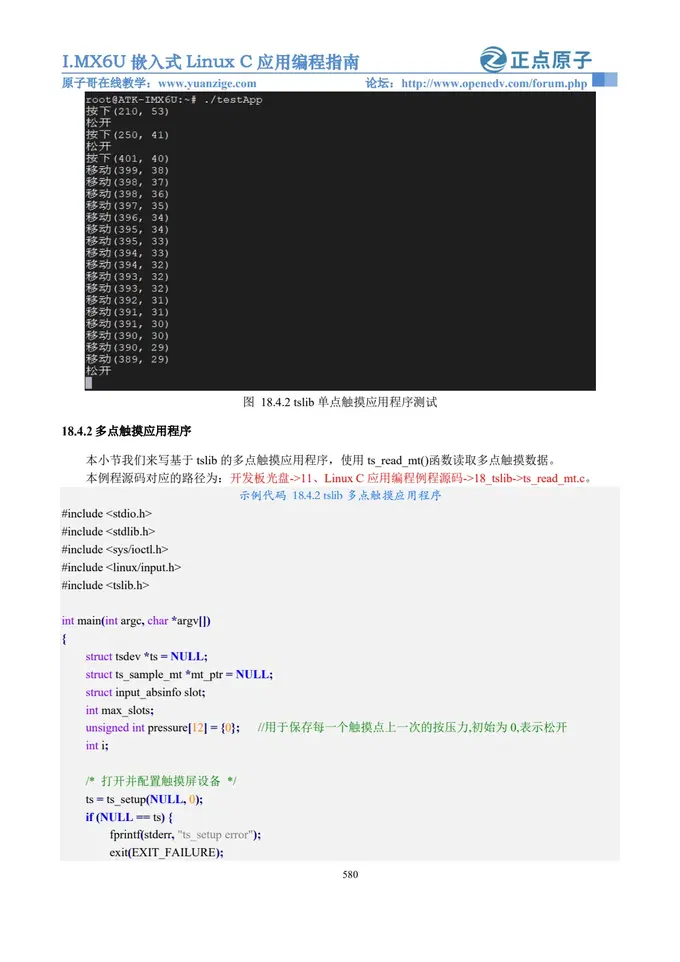 I.MX6U 嵌入式 Linux C 应用编程指南
正点原子
原子哥在线教学：www.yuanzige.com 论坛：http://www.openedv.com/forum.php
root@ATK-IMX6U:~# ./testApp
按下(210, 53)
松开
按下(250, 41)
松开
按下(401, 40)
移动(399, 38)
移动(398, 37)
移动(398, 36)
移动(397, 35)
移动(396, 34)
移动(395, 34)
移动(395, 33)
移动(394, 33)
移动(394, 32)
移动(393, 32)
移动(393, 32)
移动(392, 31)
移动(391, 31)
移动(391, 30)
移动(390, 30)
移动(390, 29)
移动(389, 29)
松开
图 18.4.2 tslib 单点触摸应用程序测试
18.4.2 多点触摸应用程序
本小节我们来写基于 tslib 的多点触摸应用程序，使用 ts_read_mt()函数读取多点触摸数据。
本例程源码对应的路径为：开发板光盘->11、Linux C 应用编程例程源码->18_tslib->ts_read_mt.c。
示例代码 18.4.2 tslib 多点触摸应用程序
#include <stdio.h>
#include <stdlib.h>
#include <sys/ioctl.h>
#include <linux/input.h>
#include <tslib.h>
int main(int argc, char *argv[])
{
struct tsdev *ts = NULL;
struct ts_sample_mt *mt_ptr = NULL;
struct input_absinfo slot;
int max_slots;
unsigned int pressure[12] = {0}; //用于保存每一个触摸点上一次的按压力,初始为 0,表示松开
int i;
/* 打开并配置触摸屏设备 */
ts = ts_setup(NULL, 0);
if (NULL == ts) {
fprintf(stderr, "ts_setup error");
exit(EXIT_FAILURE);
580